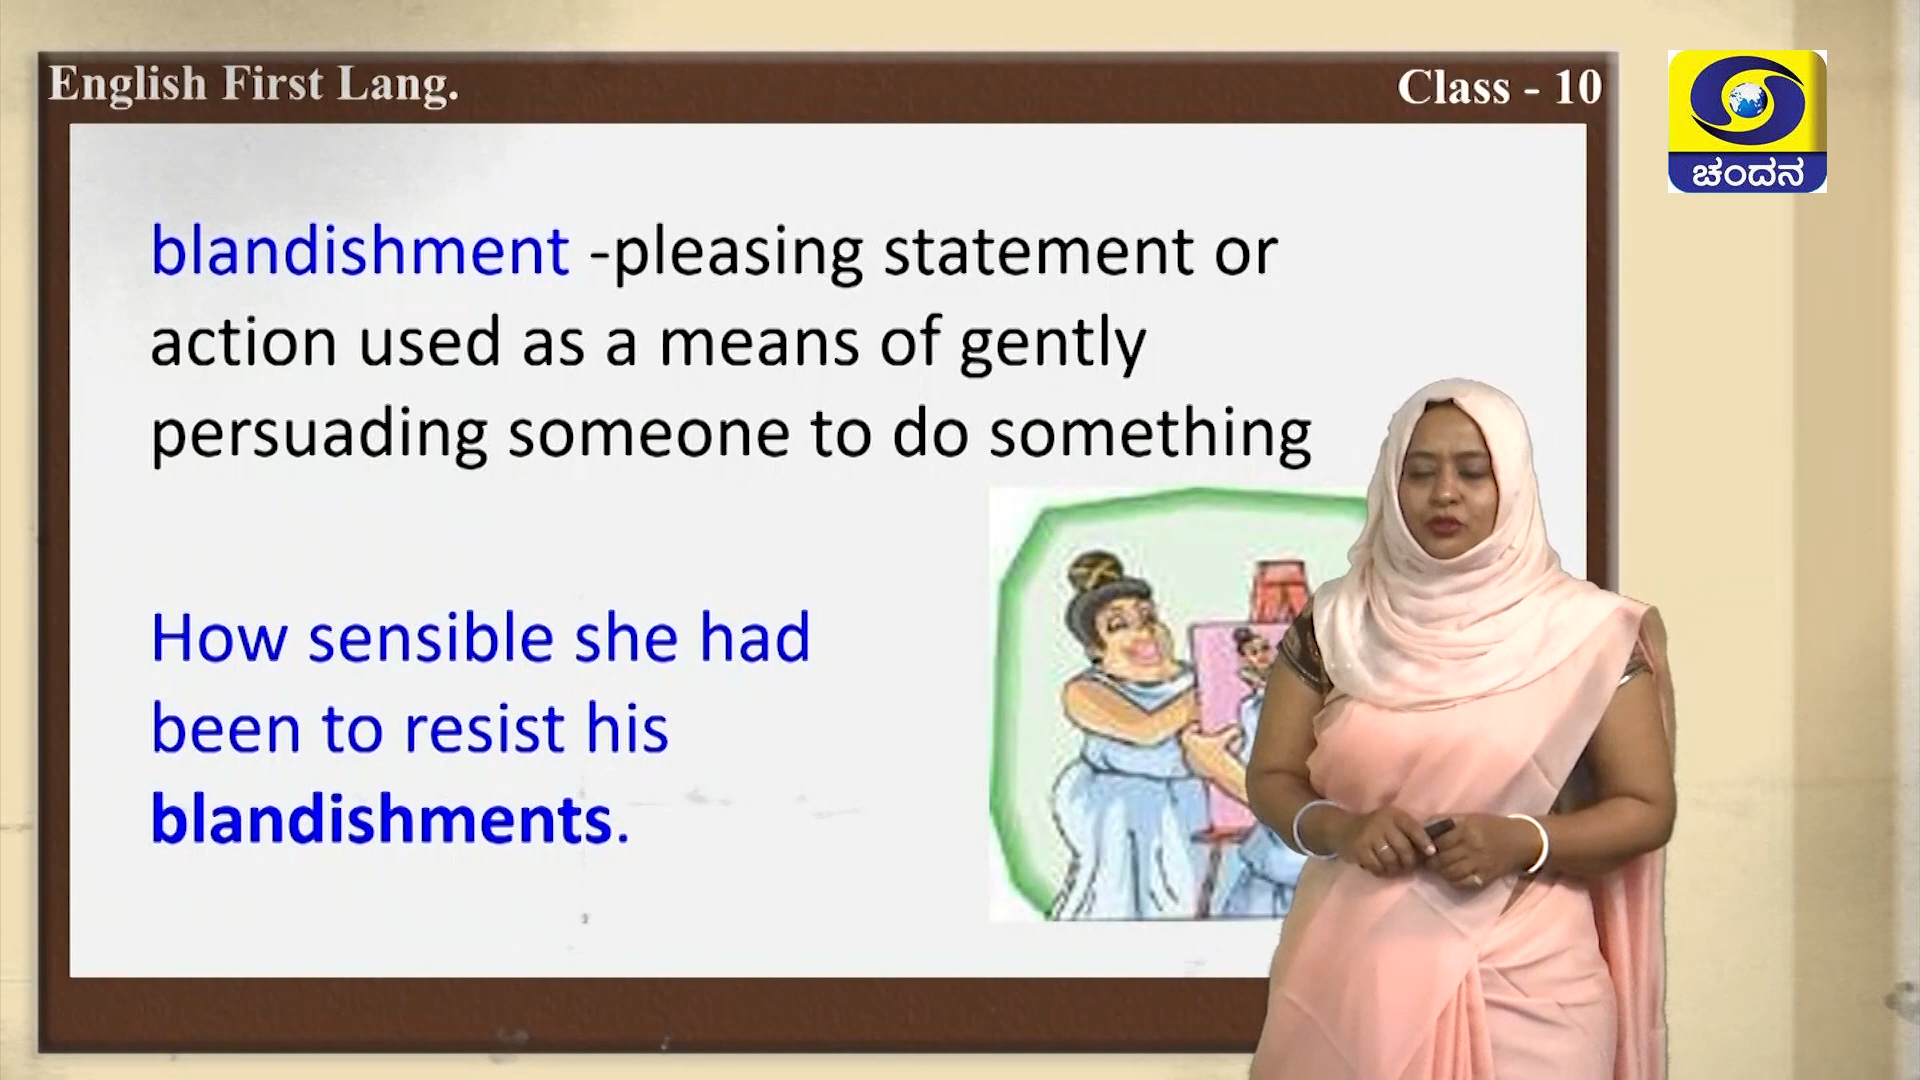 English First Lang.
Class - 10
ಚಂದನ
blandishment -pleasing statement or
action used as a means of gently
persuading someone to do something
How sensible she had
been to resist his
blandishments.